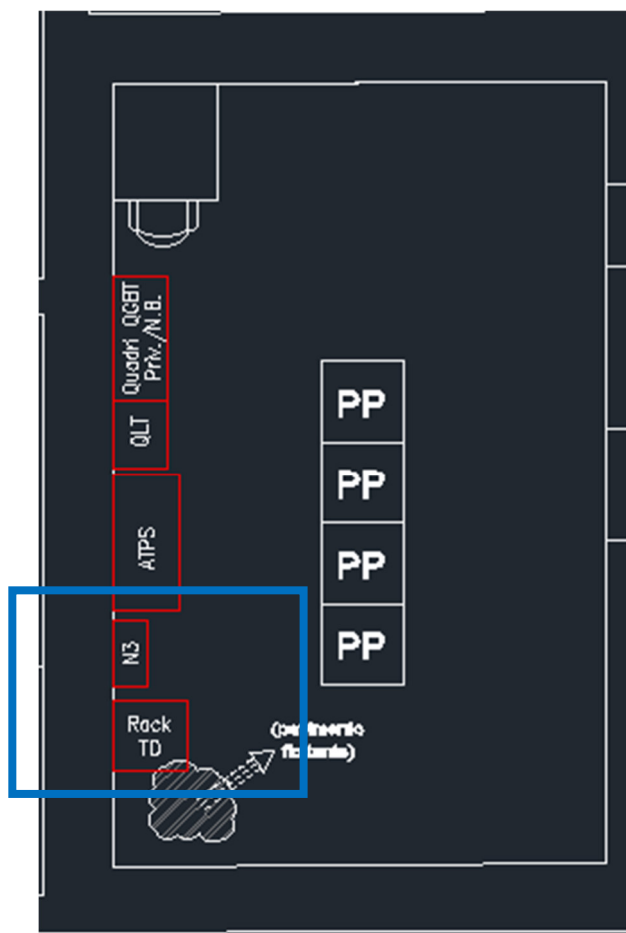 Quadri QGBT
Priv./N.B.
QLT
ATPS
N3
Rack
TD
PP
PP
PP
PP